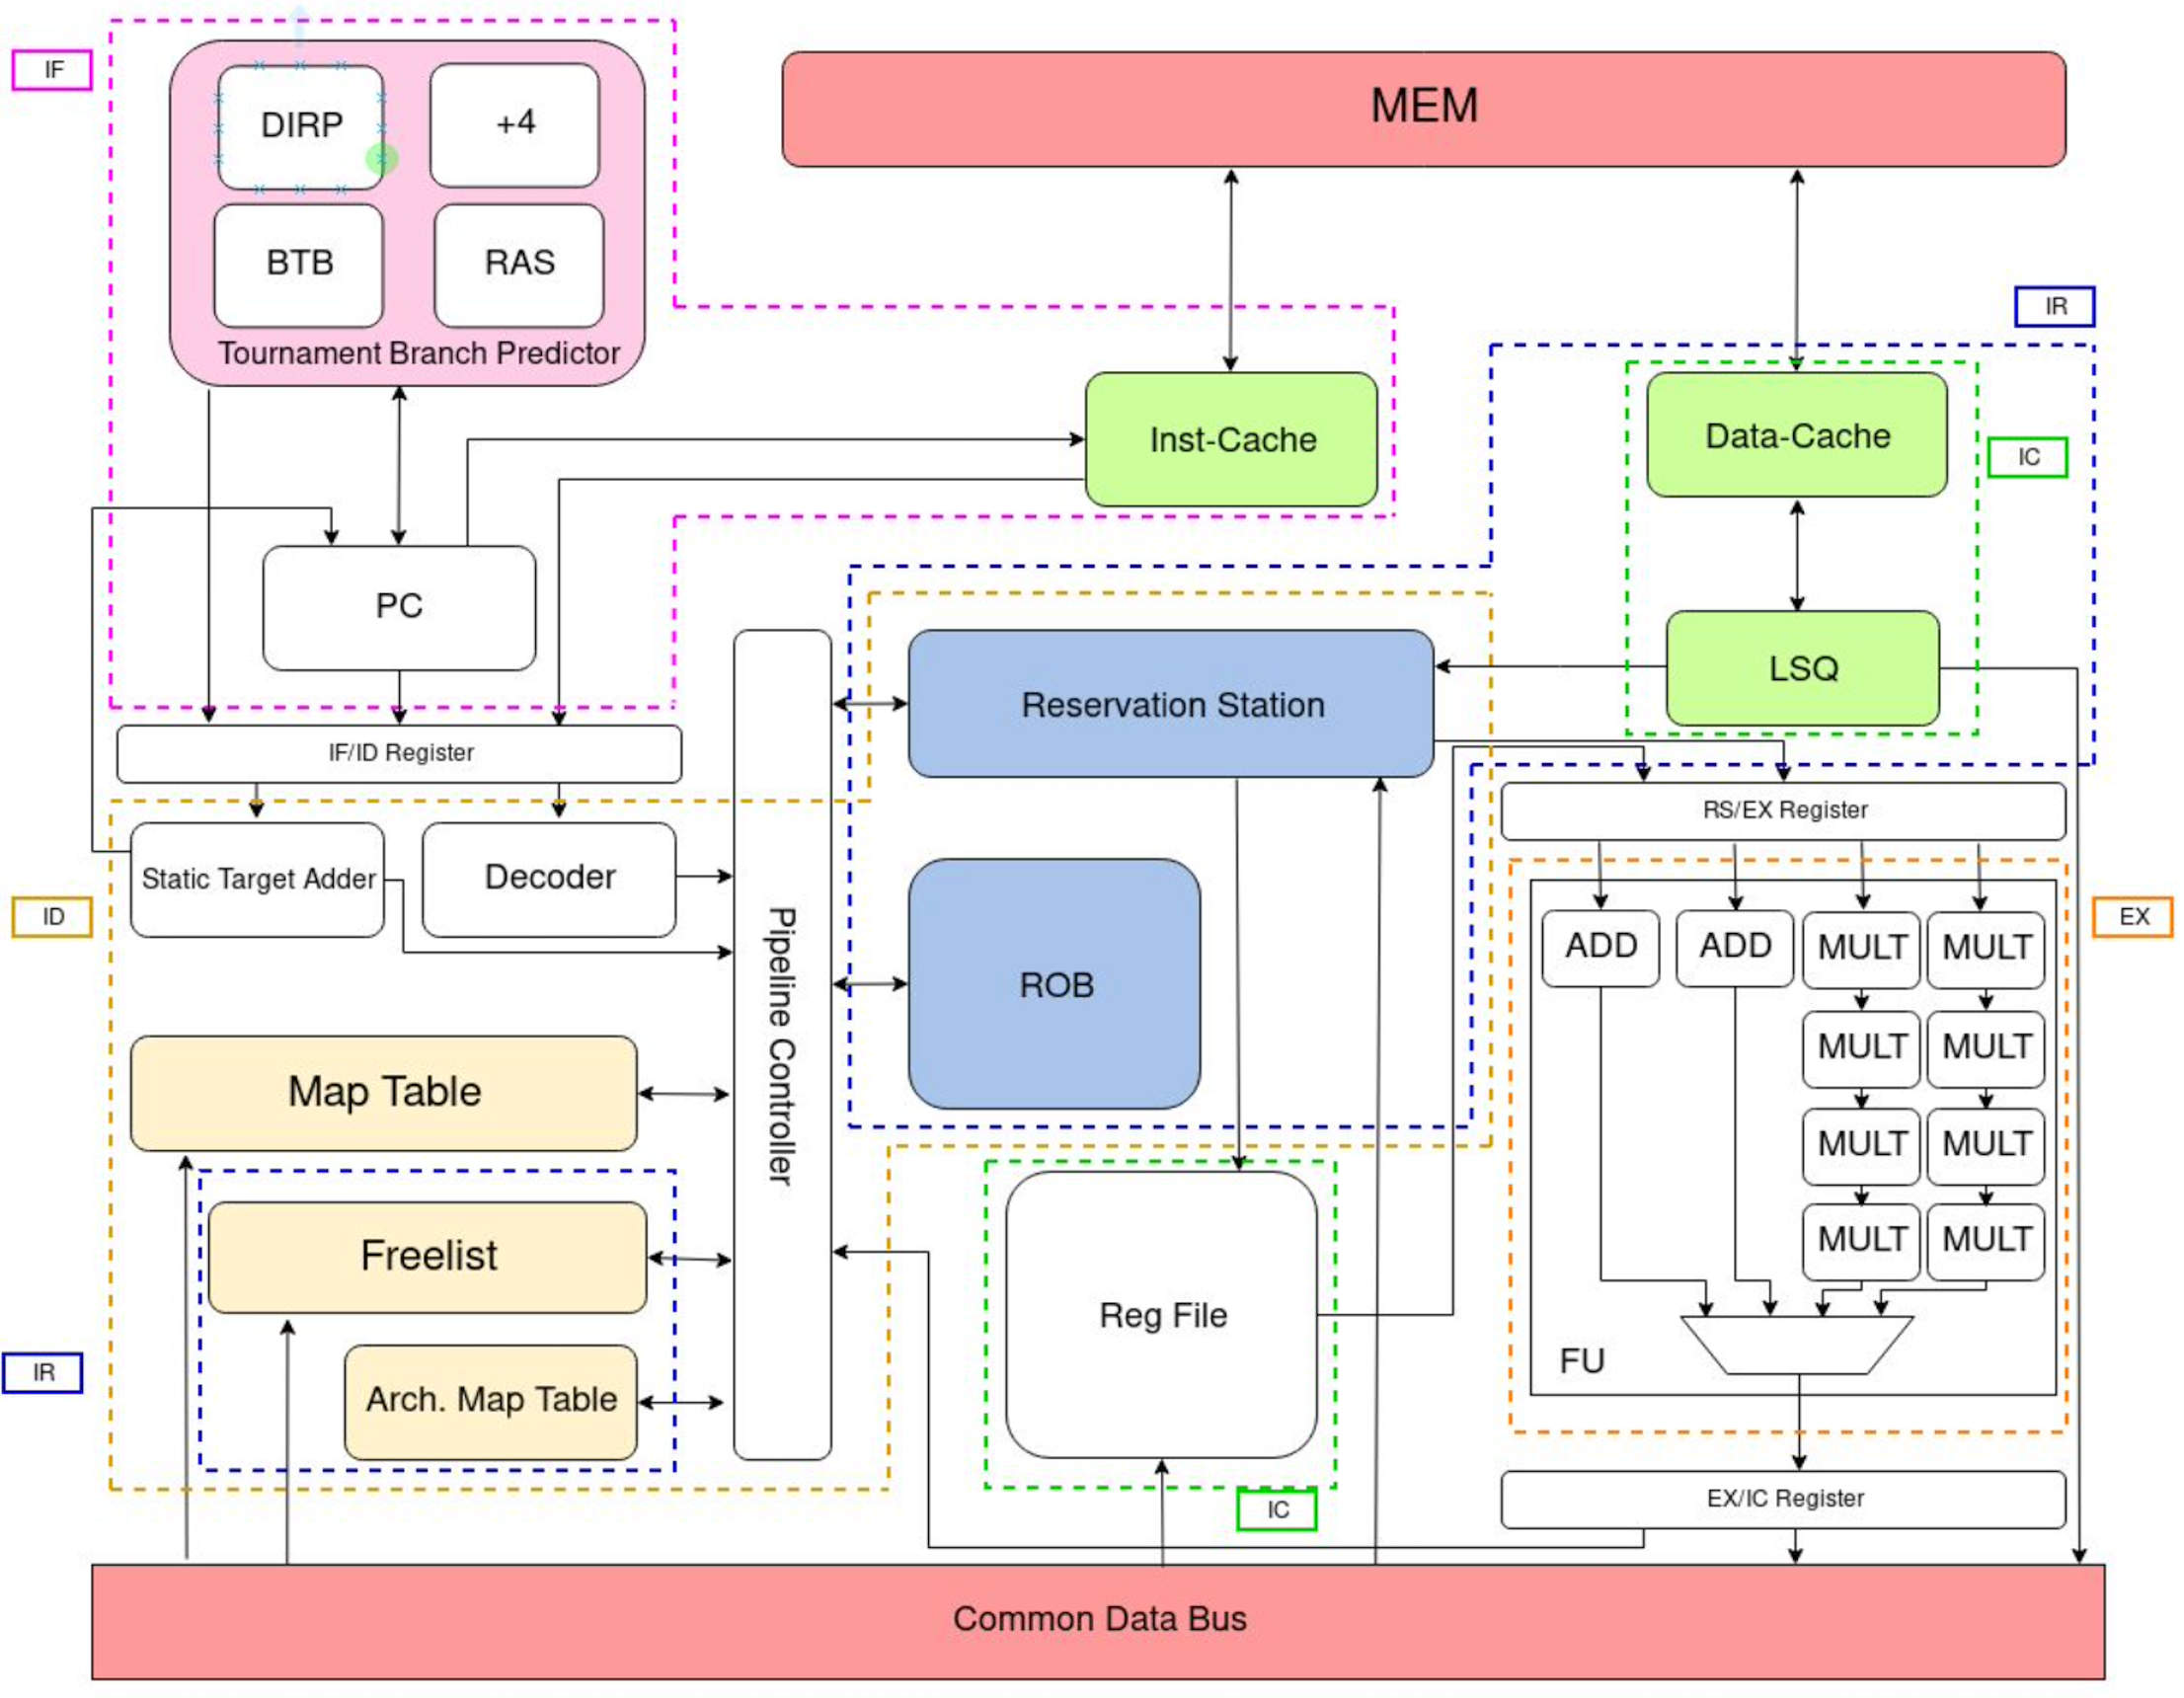 IF
DIRP
+4
BTB
RAS
Tournament Branch Predictor
MEM
IR
Inst-Cache
Data-Cache
IC
PC
Reservation Station
LSQ
IF/ID Register
RS/EX Register
Static Target Adder
Decoder
ID
Pipeline Controller
ROB
EX
ADD
ADD
MULT
MULT
MULT
MULT
MULT
MULT
MULT
MULT
FU
Map Table
Freelist
Arch. Map Table
IR
Reg File
IC
EX/IC Register
Common Data Bus